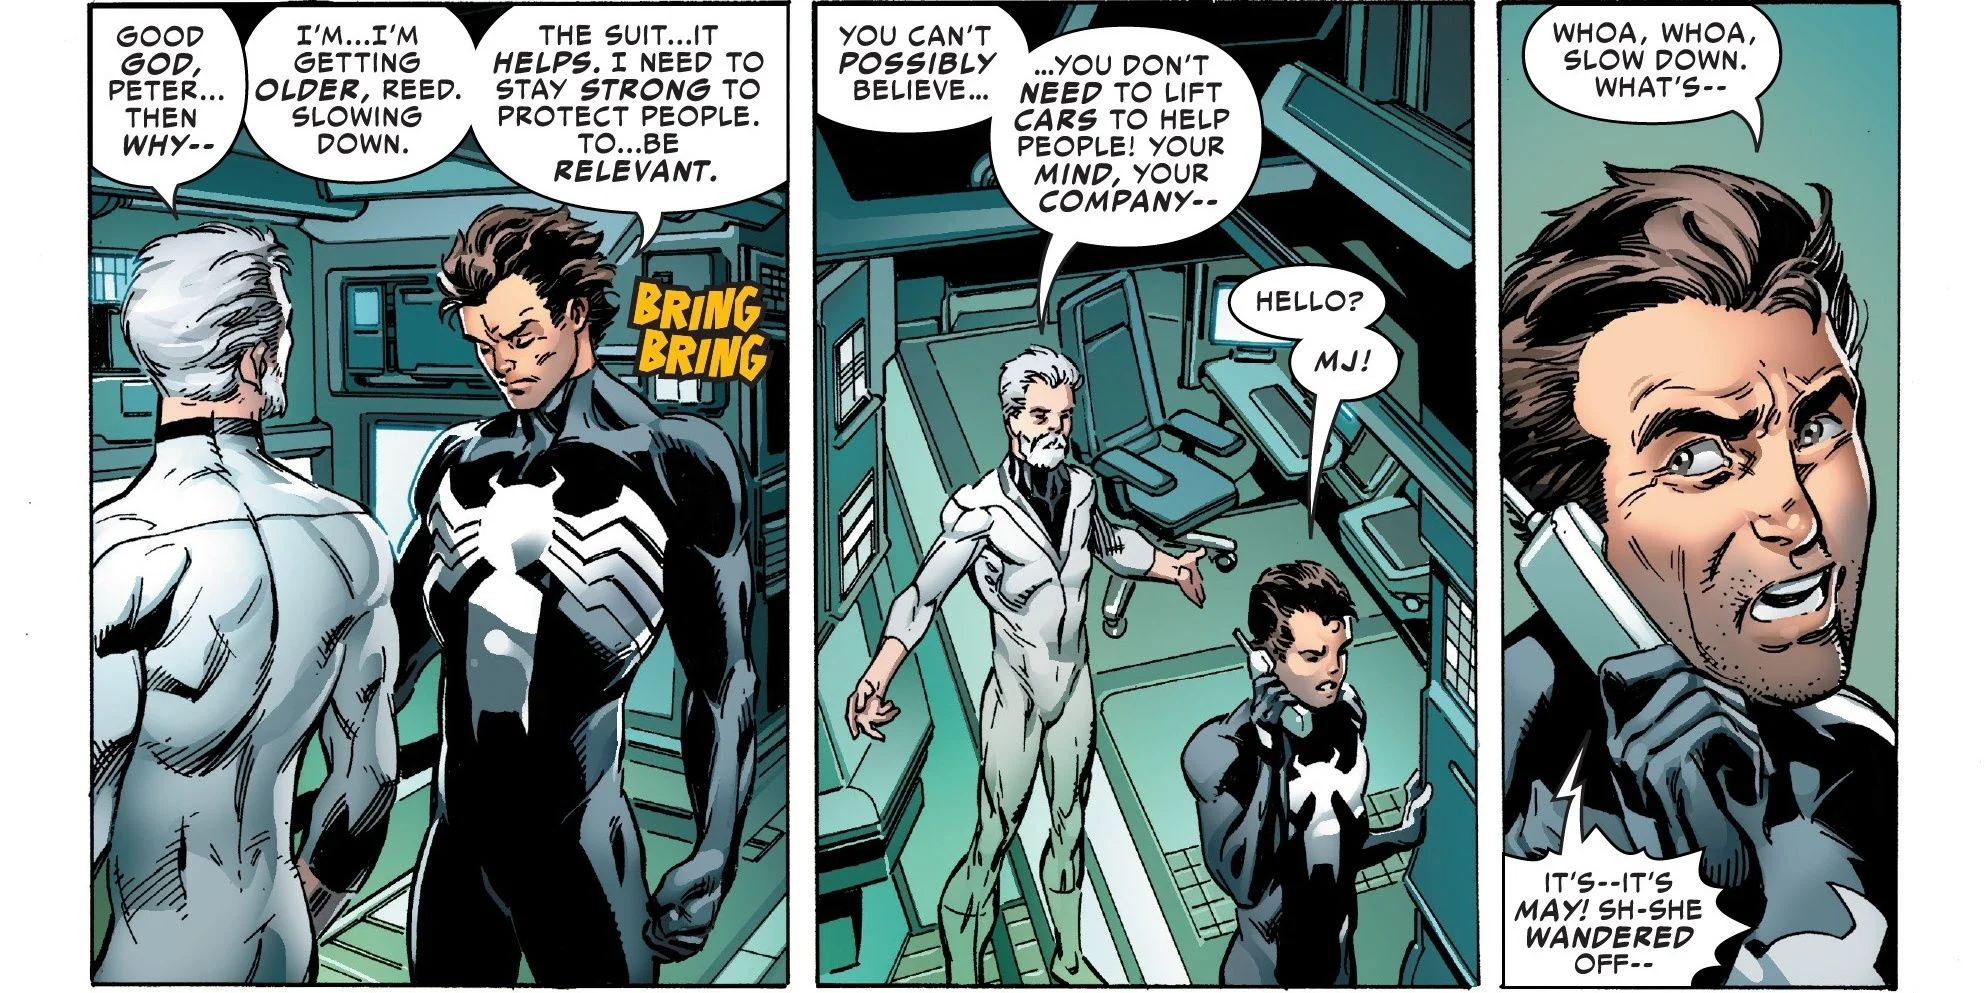 GOOD
GOD,
PETER...
THEN
WHY--
I'M...I'M
GETTING
OLDER, REED.
SLOWING
DOWN.
THE SUIT...IT
HELPS. I NEED TO
STAY STRONG TO
PROTECT PEOPLE.
TO...BE
RELEVANT.
BRING
BRING
YOU CAN'T
POSSIBLY
BELIEVE...
...YOU DON'T
NEED TO LIFT
CARS TO HELP
PEOPLE! YOUR
MIND, YOUR
COMPANY--
HELLO?
MJ!
WHOA, WHOA,
SLOW DOWN.
WHAT'S--
IT'S--IT'S
MAY! SH-SHE
WANDERED
OFF--